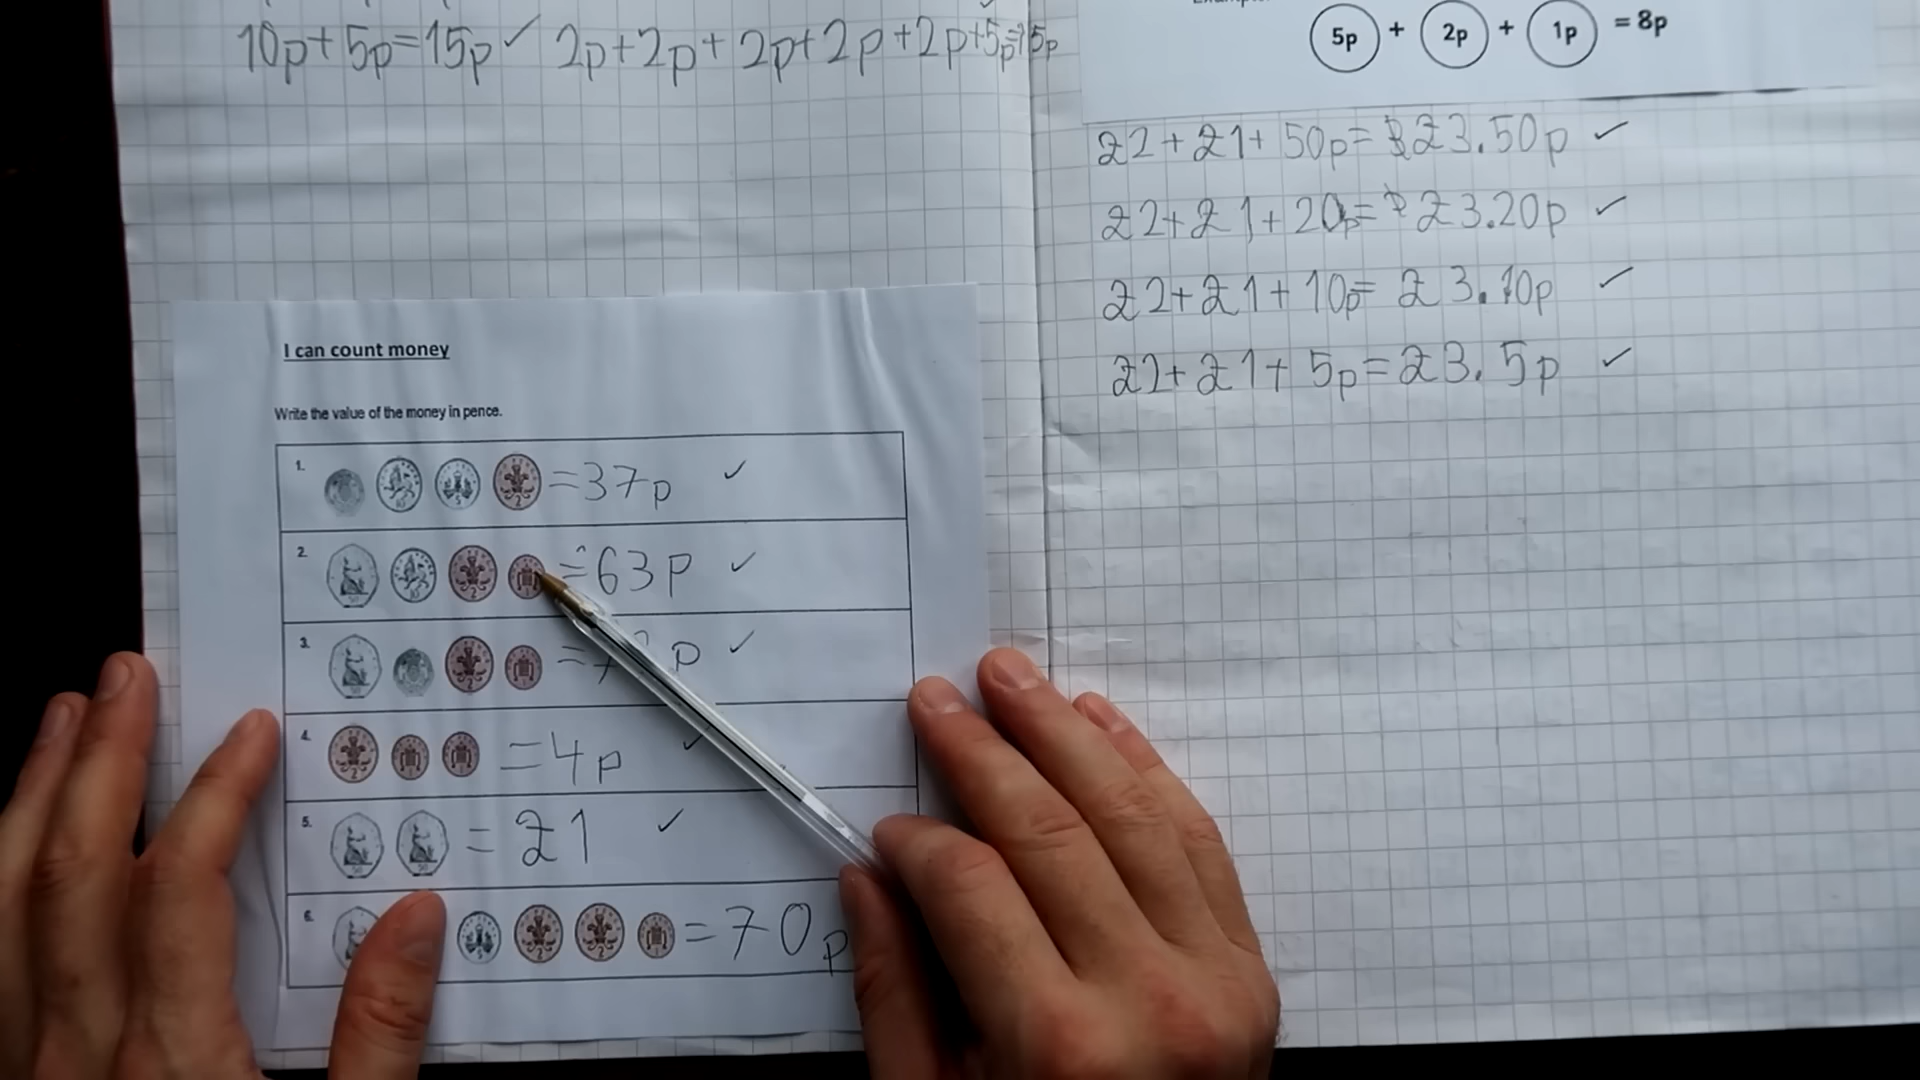 10p+5p=15p ✓ 2p+2p+2p+2p+2p+5p=15p
5p + 2p + 1p = 8p
£2+£1+50p=£3.50p ✓
£2+£1+20p=£3.20p ✓
£2+£1+10p=£3.10p ✓
£2+£1+5p=£3.5p ✓
I can count money
Write the value of the money in pence.
1. =37p ✓
2. =63p ✓
3. = p ✓
4. =4p ✓
5. =£1 ✓
6. =70p